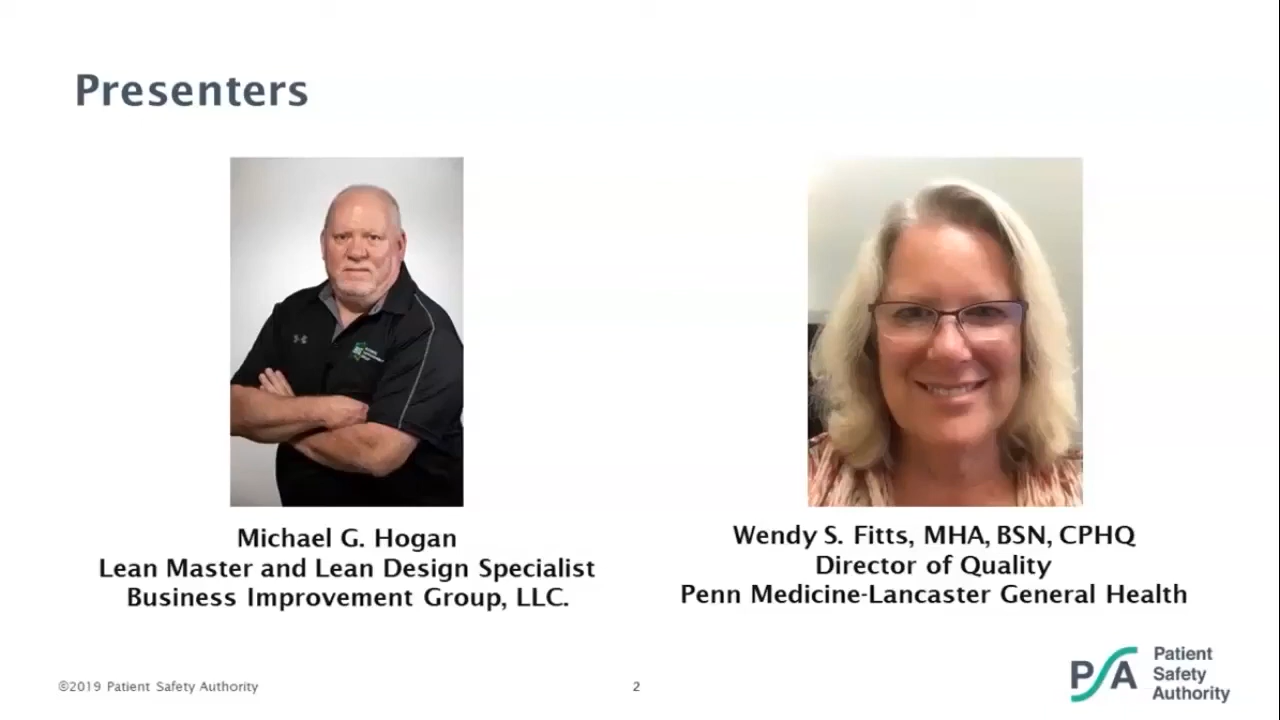 Presenters
Michael G. Hogan
Lean Master and Lean Design Specialist
Business Improvement Group, LLC.
Wendy S. Fitts, MHA, BSN, CPHQ
Director of Quality
Penn Medicine-Lancaster General Health
©2019 Patient Safety Authority
2
PSA
Patient
Safety
Authority